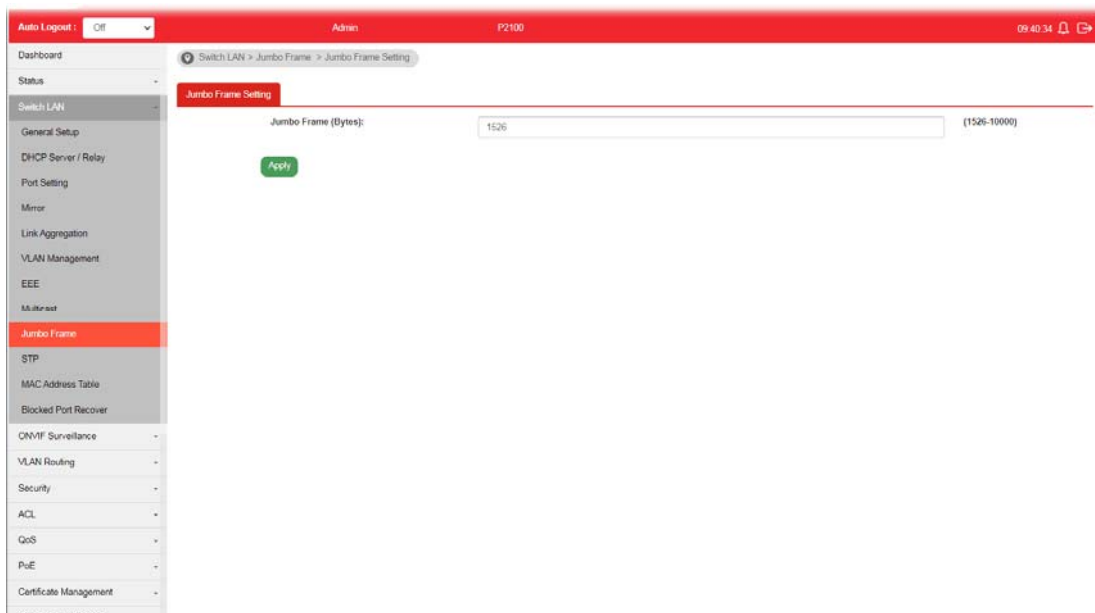 Auto Logout : Off Admin P2100 09:40:34
Dashboard
Switch LAN > Jumbo Frame > Jumbo Frame Setting
Status
Jumbo Frame Setting
Switch LAN
Jumbo Frame (Bytes): 1526 (1526-10000)
General Setup
DHCP Server / Relay
Apply
Port Setting
Mirror
Link Aggregation
VLAN Management
EEE
Multicast
Jumbo Frame
STP
MAC Address Table
Blocked Port Recover
ONVIF Surveillance
VLAN Routing
Security
ACL
QoS
PoE
Certificate Management